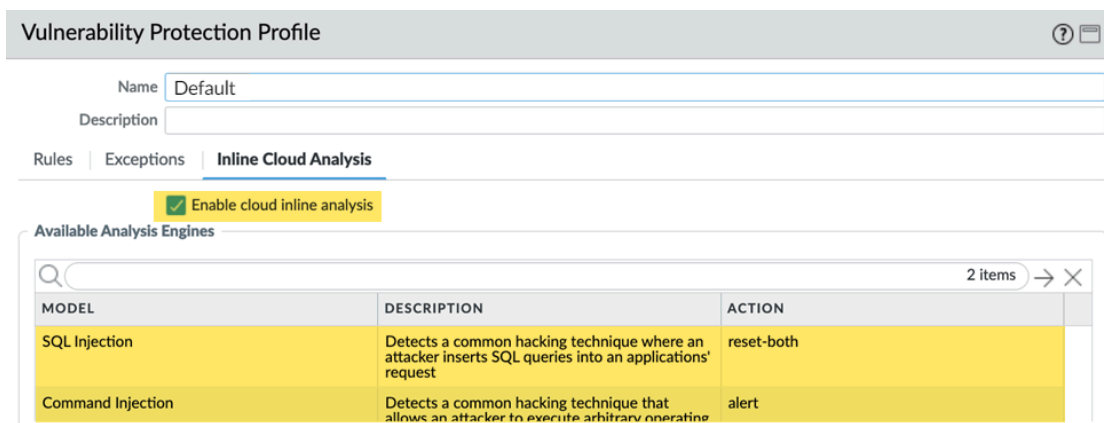 Vulnerability Protection Profile
Name Default
Description
Rules Exceptions Inline Cloud Analysis
Enable cloud inline analysis
Available Analysis Engines
2 items
MODEL DESCRIPTION ACTION
SQL Injection Detects a common hacking technique where an reset-both
attacker inserts SQL queries into an applications'
request
Command Injection Detects a common hacking technique that alert
allows an attacker to execute arbitrary operating